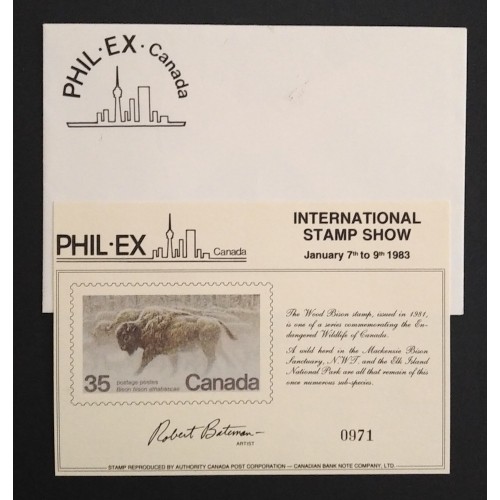 PHIL·EX·Canada
PHIL·EX Canada
INTERNATIONAL
STAMP SHOW
January 7th to 9th 1983
35 postage postes Canada
Bison bison athabascae
The Wood Bison stamp, issued in 1981,
is one of a series commemorating the En-
dangered Wildlife of Canada.
A wild herd in the Mackenzie Bison
Sanctuary, N.W.T. and the Elk Island
National Park are all that remain of this
once numerous sub-species.
Robert Bateman
ARTIST
0971
STAMP REPRODUCED BY AUTHORITY CANADA POST CORPORATION — CANADIAN BANK NOTE COMPANY, LTD.